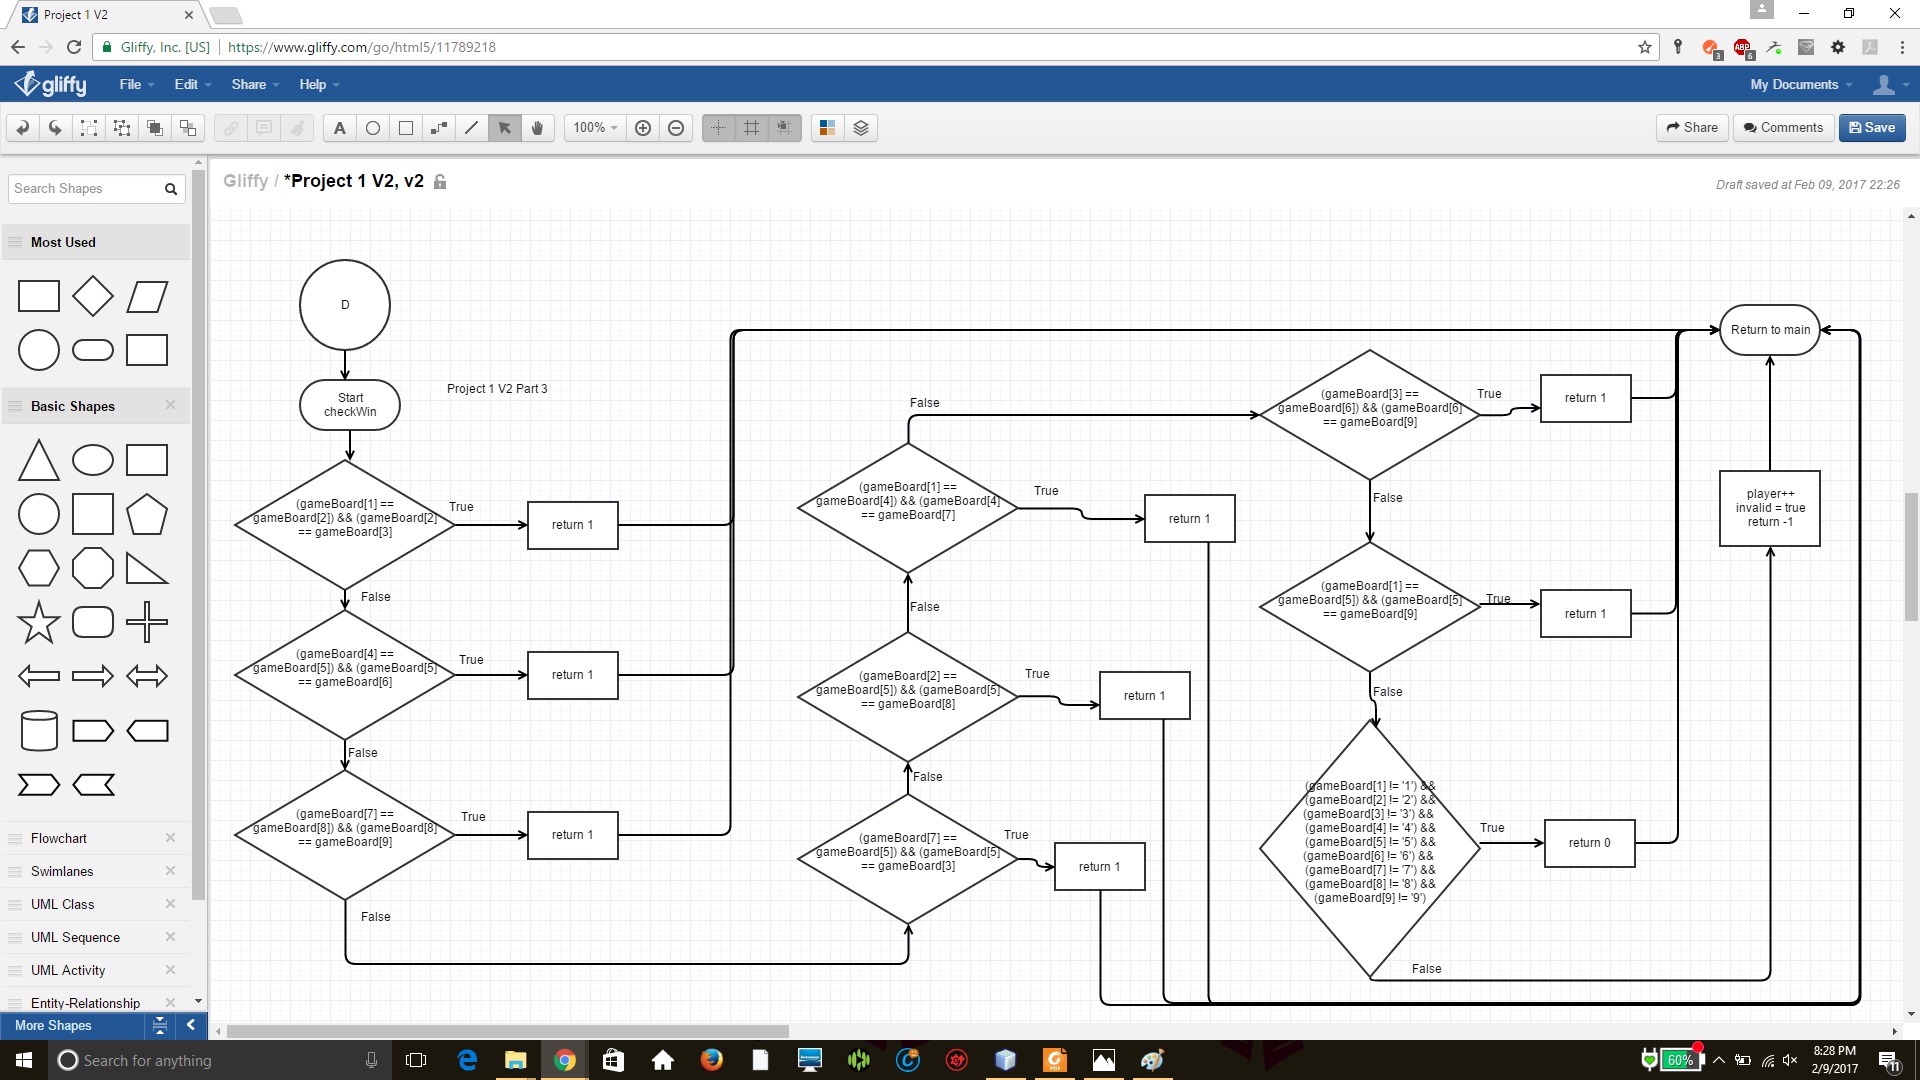 Project 1 V2
Gliffy, Inc. [US]
https://www.gliffy.com/go/html5/11789218
3
ABP
6
gliffy
File
Edit
Share
Help
My Documents
A
100%
Share
Comments
Save
Search Shapes
Gliffy / *Project 1 V2, v2
Draft saved at Feb 09, 2017 22:26
Most Used
Basic Shapes
Flowchart
Swimlanes
UML Class
UML Sequence
UML Activity
Entity-Relationship
More Shapes
D
Start
checkWin
Project 1 V2 Part 3
(gameBoard[1] ==
gameBoard[2]) && (gameBoard[2]
== gameBoard[3]
True
return 1
False
(gameBoard[4] ==
gameBoard[5]) && (gameBoard[5]
== gameBoard[6]
True
return 1
False
(gameBoard[7] ==
gameBoard[8]) && (gameBoard[8]
== gameBoard[9]
True
return 1
False
(gameBoard[7] ==
gameBoard[5]) && (gameBoard[5]
== gameBoard[3]
True
return 1
False
(gameBoard[2] ==
gameBoard[5]) && (gameBoard[5]
== gameBoard[8]
True
return 1
False
(gameBoard[1] ==
gameBoard[4]) && (gameBoard[4]
== gameBoard[7]
True
return 1
False
(gameBoard[3] ==
gameBoard[6]) && (gameBoard[6]
== gameBoard[9]
True
return 1
False
(gameBoard[1] ==
gameBoard[5]) && (gameBoard[5]
== gameBoard[9]
True
return 1
False
(gameBoard[1] != '1') &&
(gameBoard[2] != '2') &&
(gameBoard[3] != '3') &&
(gameBoard[4] != '4') &&
(gameBoard[5] != '5') &&
(gameBoard[6] != '6') &&
(gameBoard[7] != '7') &&
(gameBoard[8] != '8') &&
(gameBoard[9] != '9')
True
return 0
False
player++
invalid = true
return -1
Return to main
Search for anything
60%
8:28 PM
2/9/2017
11